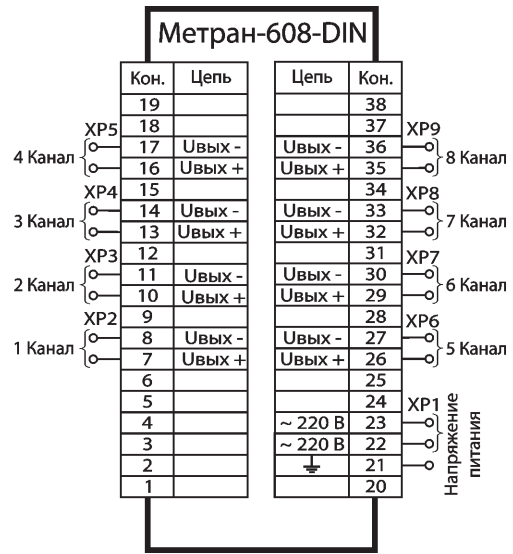 Метран-608-DIN
Кон. Цепь Цепь Кон.
19 38
XP5 18 37 XP9
17 Uвых - Uвых - 36
4 Канал 8 Канал
16 Uвых + Uвых + 35
XP4 15 34 XP8
14 Uвых - Uвых - 33
3 Канал 7 Канал
13 Uвых + Uвых + 32
XP3 12 31 XP7
11 Uвых - Uвых - 30
2 Канал 6 Канал
10 Uвых + Uвых + 29
XP2 9 28 XP6
8 Uвых - Uвых - 27
1 Канал 5 Канал
7 Uвых + Uвых + 26
6 25
5 24 XP1
4 ~ 220 В 23
3 ~ 220 В 22
2 21
1 20
Напряжение
питания